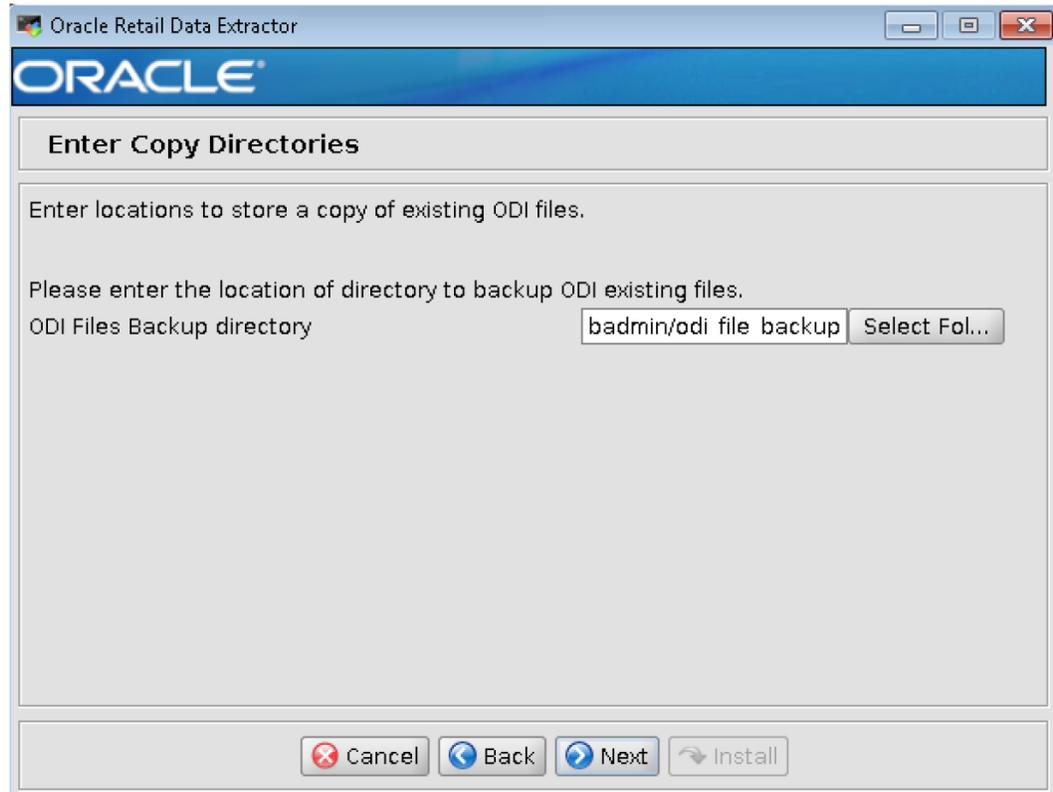 Oracle Retail Data Extractor
ORACLE®
Enter Copy Directories
Enter locations to store a copy of existing ODI files.
Please enter the location of directory to backup ODI existing files.
ODI Files Backup directory badmin/odi file backup Select Fol...
Cancel Back Next Install